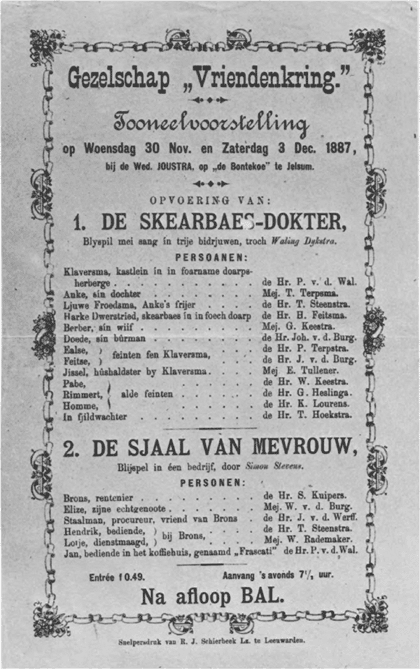 Gezelschap „Vriendenkring."
Tooneelvoorstelling
op Woensdag 30 Nov. en Zaterdag 3 Dec. 1887,
bij de Wed. JOUSTRA, op „de Bontekoe" te Jelsum.
OPVOERING VAN:
1. DE SKEARBAES-DOKTER,
Blyspil mei sang in trije bidrjuwen, troch Waling Dykstra.
PERSOANEN:
Klaversma, kastlein in in foarname doarps-
herberge . . . . . . . . . de Hr. P. v. d. Wal.
Anke, sin dochter . . . . . . . Mej. T. Terpsma.
Ljuwe Froedsma, Anke's frijer . . . . de Hr. T. Steenstra.
Harke Dwerstried, skearbaes in in foech doarp de Hr. H. Feitsma.
Berber, sin wiif . . . . . . . . Mej. G. Keestra.
Doede, sin bûrman . . . . . . . de Hr. Joh. v. d. Burg.
Kalse, } feinten fen Klaversma, . . . de Hr. P. Terpstra.
Feitse, } de Hr. J. v. d. Burg.
Jissel, húshaldster by Klaversma . . . . Mej E. Tullener.
Pabe, de Hr. W. Keestra.
Rimmert, } alde feinten . . . . . de Hr. G. Heslinga.
Homme, de Hr. K. Lourens.
In fjildwachter . . . . . . . . de Hr. T. Hoekstra.
2. DE SJAAL VAN MEVROUW,
Blijspel in één bedrijf, door Simon Stevens.
PERSONEN:
Brons, rentenier . . . . . . . de Hr. S. Kuipers.
Elize, zijne echtgenoote . . . . . Mej. W. v. d. Burg.
Staalman, procureur, vriend van Brons . de Hr. J. v. d. Werff.
Hendrik, bediende, } bij Brons, . . . de Hr. T. Steenstra.
Lotje, dienstmaagd, } Mej. W. Rademaker.
Jan, bediende in het koffiehuis, genaamd „Frascati" de Hr. P. v. d. Wal.
Entrée f 0.49. Aanvang 's avonds 7½ uur.
Na afloop BAL.
Snelpersdruk van R. J. Schierbeek Lz. te Leeuwarden.